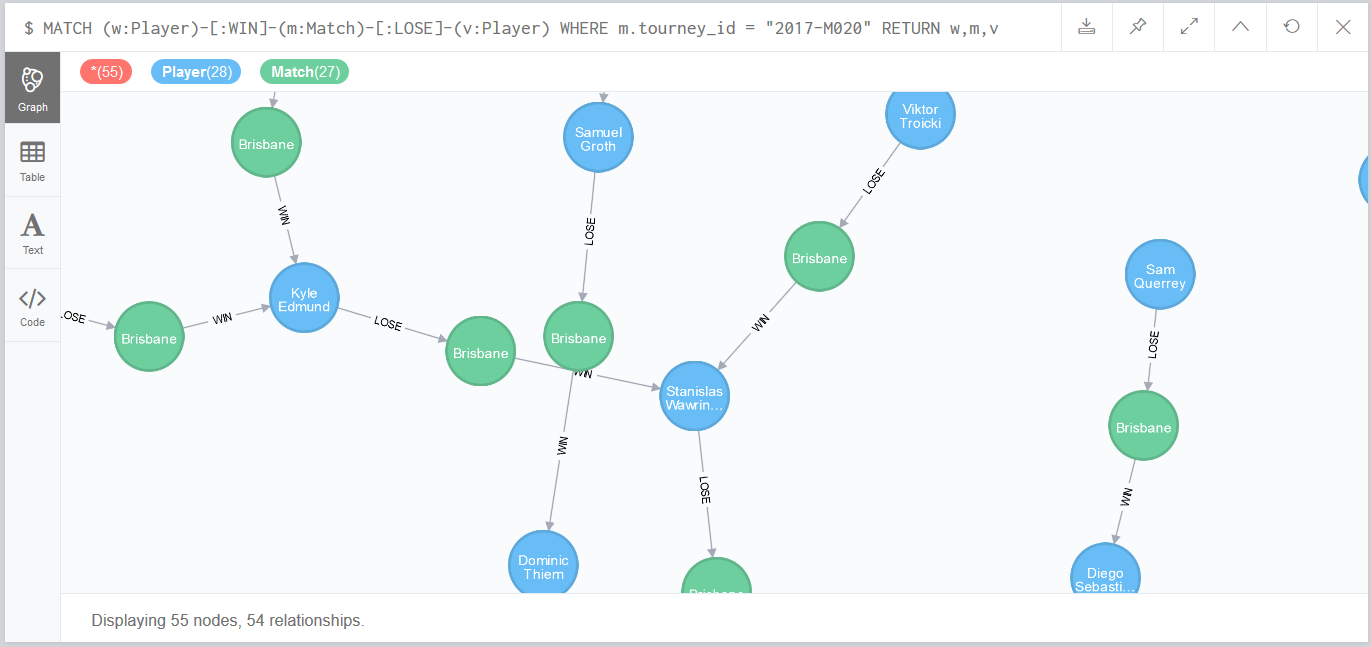 $ MATCH (w:Player)-[:WIN]-(m:Match)-[:LOSE]-(v:Player) WHERE m.tourney_id = "2017-M020" RETURN w,m,v
*(55) Player(28) Match(27)
Graph
Table
Text
Code
Viktor
Troicki
Samuel
Groth
Brisbane
LOSE
WIN
LOSE
Brisbane
Sam
Querrey
Kyle
Edmund
OSE
WIN
LOSE
WIN
Brisbane
Brisbane
Brisbane
LOSE
WIN
Stanislas
Wawrin...
Brisbane
WIN
LOSE
WIN
Dominic
Thiem
Diego
Sebasti...
Brisbane
Displaying 55 nodes, 54 relationships.